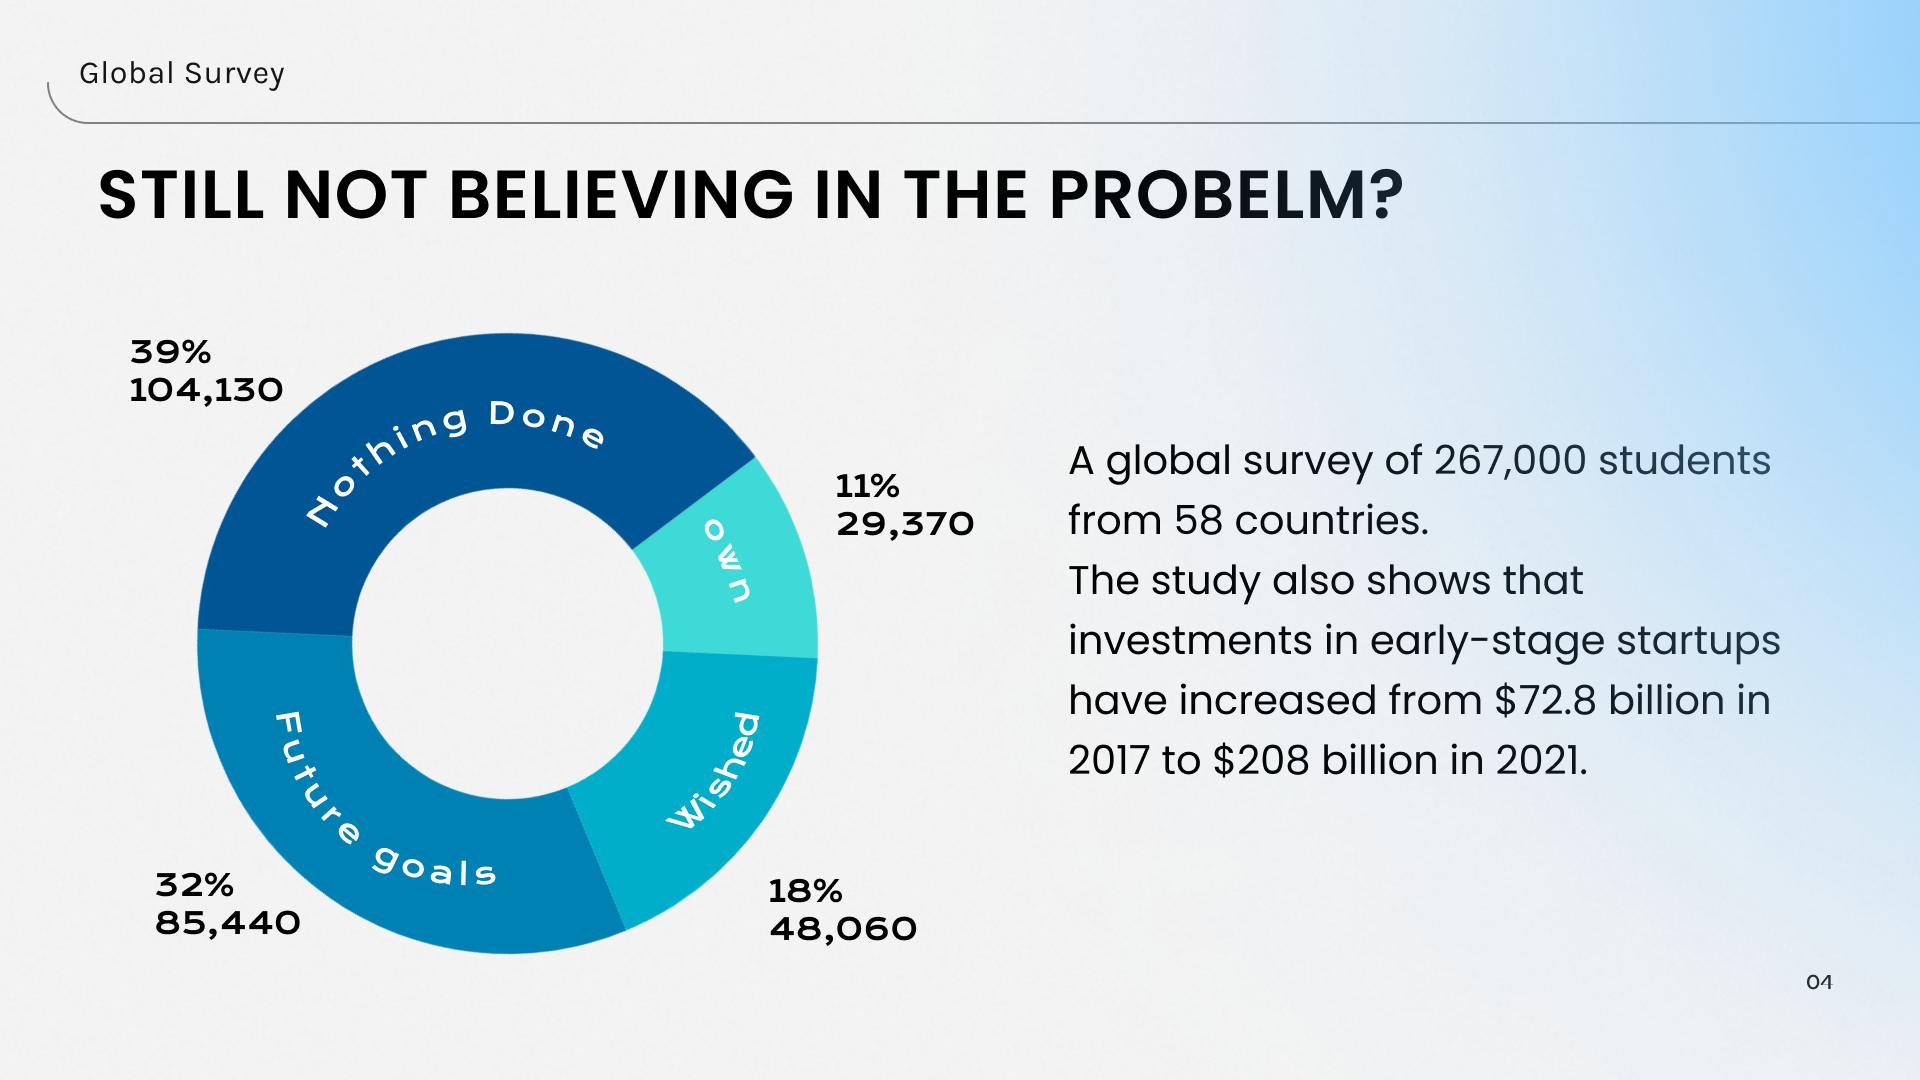 Global Survey
STILL NOT BELIEVING IN THE PROBELM?
39%
104,130
Nothing Done
11%
29,370
own
Wished
18%
48,060
Future goals
32%
85,440
A global survey of 267,000 students
from 58 countries.
The study also shows that
investments in early-stage startups
have increased from $72.8 billion in
2017 to $208 billion in 2021.
04